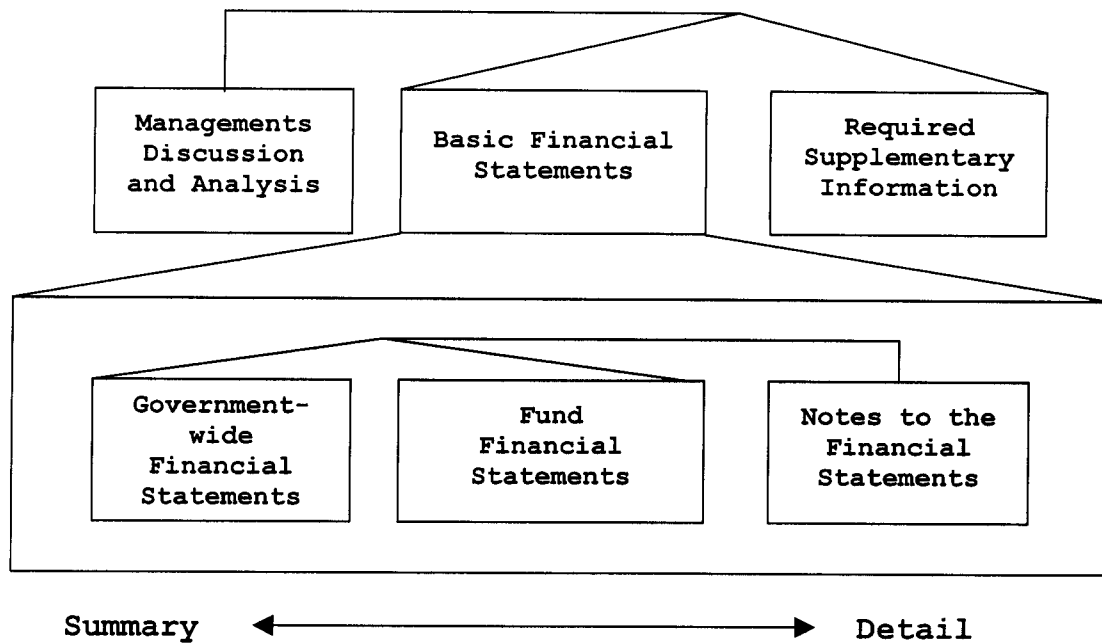 Managements
Discussion
and Analysis
Basic Financial
Statements
Required
Supplementary
Information
Government-
wide
Financial
Statements
Fund
Financial
Statements
Notes to the
Financial
Statements
Summary
Detail